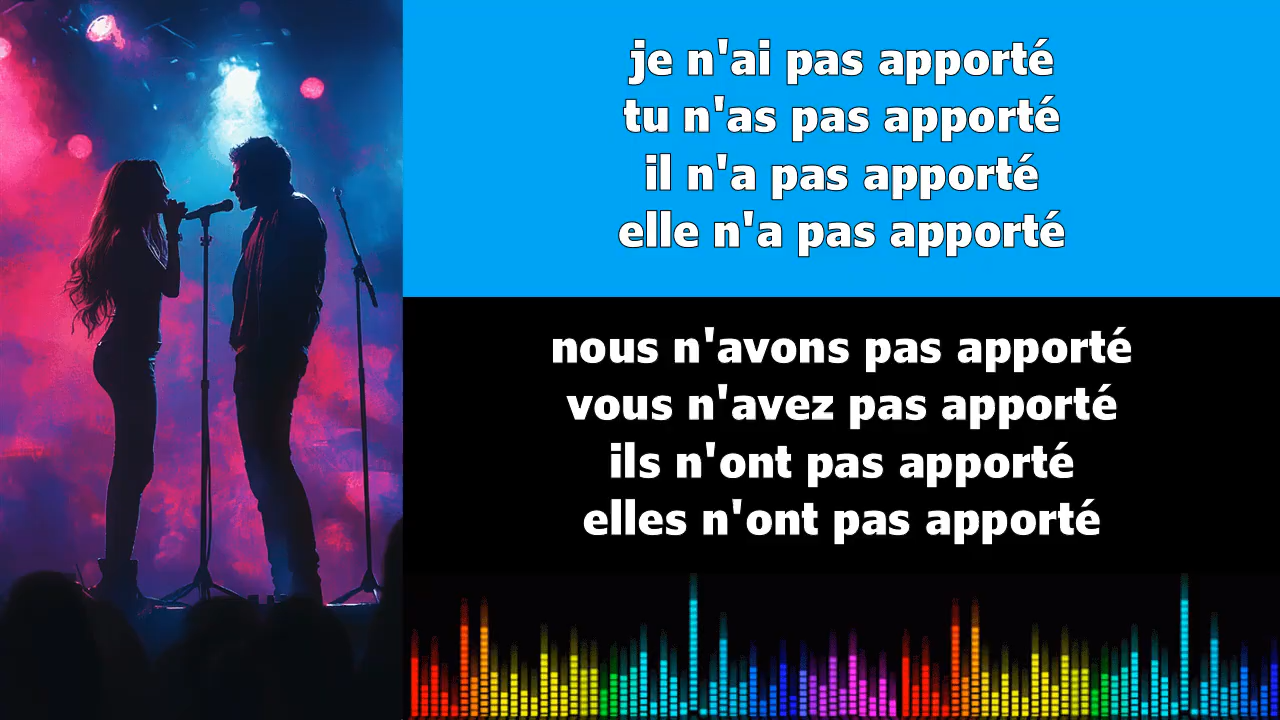 je n'ai pas apporté
tu n'as pas apporté
il n'a pas apporté
elle n'a pas apporté
nous n'avons pas apporté
vous n'avez pas apporté
ils n'ont pas apporté
elles n'ont pas apporté